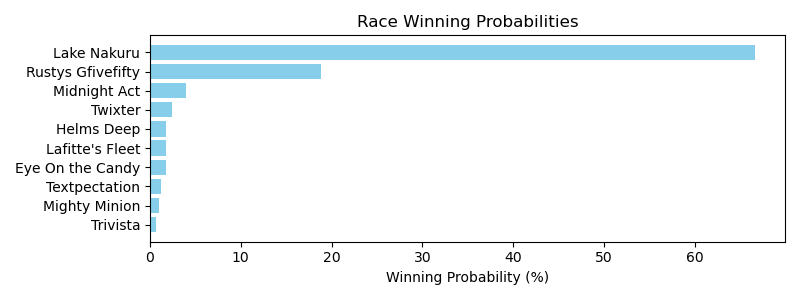 Race Winning Probabilities
Lake Nakuru
Rustys Gfivefifty
Midnight Act
Twixter
Helms Deep
Lafitte's Fleet
Eye On the Candy
Textpectation
Mighty Minion
Trivista
0 10 20 30 40 50 60
Winning Probability (%)